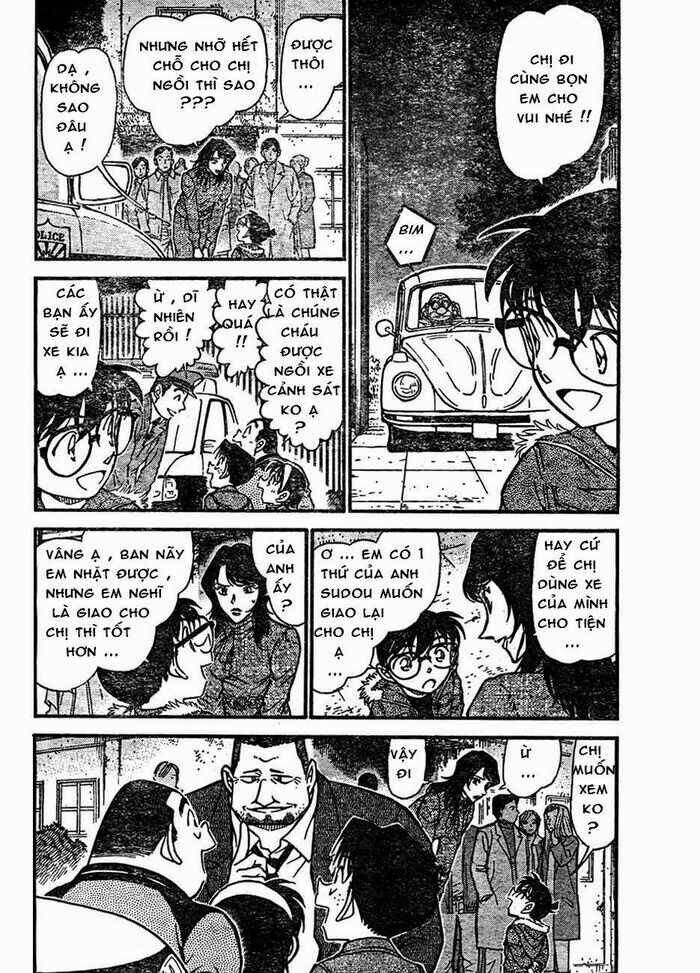 CHỊ ĐI
CÙNG BỌN
EM CHO
VUI NHÉ !!
BIM
...
ĐƯỢC
THÔI
...
NHƯNG NHỠ HẾT
CHỖ CHO CHỊ
NGỒI THÌ SAO
???
DẠ ,
KHÔNG
SAO
ĐÂU
Ạ !
POLICE
CÓ THẬT
LÀ CHÚNG
CHÁU
ĐƯỢC
NGỒI XE
CẢNH SÁT
KO Ạ ?
HAY
QUÁ
!!
Ừ , DĨ
NHIÊN
RỒI !
CÁC
BẠN ẤY
SẼ ĐI
XE KIA
Ạ ...
HAY CỨ
ĐỂ CHỊ
DÙNG XE
CỦA MÌNH
CHO TIỆN
...
Ơ ... EM CÓ 1
THỨ CỦA ANH
SUDOU MUỐN
GIAO LẠI
CHO CHỊ
Ạ ...
CỦA
ANH
ẤY ?
VÂNG Ạ , BAN NÃY
EM NHẶT ĐƯỢC ,
NHƯNG EM NGHĨ
LÀ GIAO CHO
CHỊ THÌ TỐT
HƠN ...
CHỊ
MUỐN
XEM
KO ?
Ừ
...
VẬY
ĐI